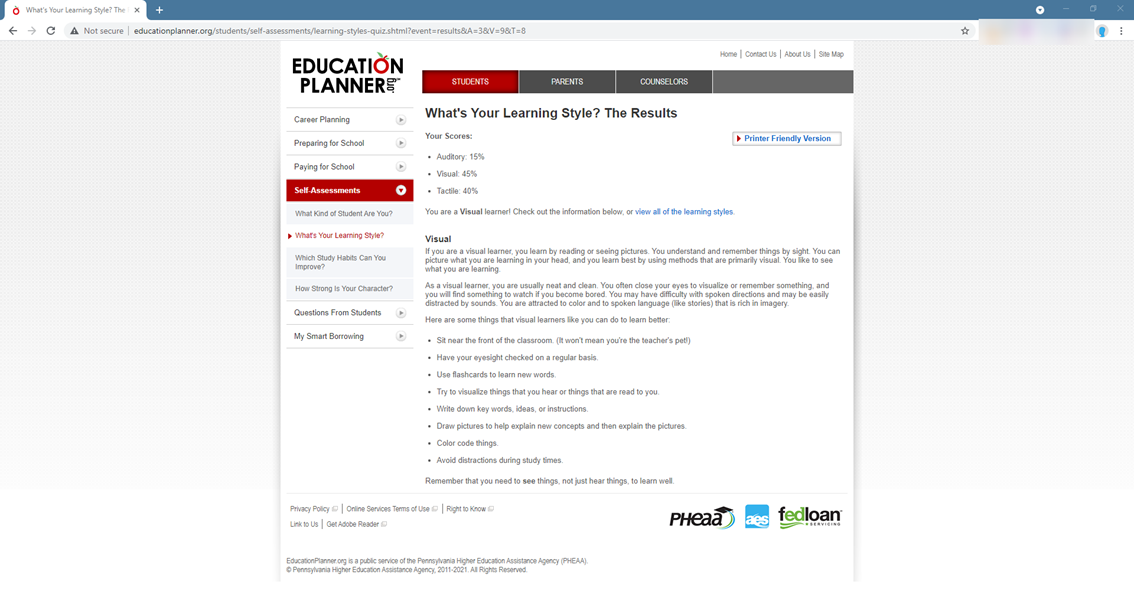 What's Your Learning Style? The
Not secure | educationplanner.org/students/self-assessments/learning-styles-quiz.shtml?event=results&A=3&V=9&T=8
Home | Contact Us | About Us | Site Map
EDUCATION
PLANNER.org
STUDENTS
PARENTS
COUNSELORS
Career Planning
Preparing for School
Paying for School
Self-Assessments
What Kind of Student Are You?
What's Your Learning Style?
Which Study Habits Can You
Improve?
How Strong Is Your Character?
Questions From Students
My Smart Borrowing
What's Your Learning Style? The Results
Your Scores:
Printer Friendly Version
• Auditory: 15%
• Visual: 45%
• Tactile: 40%
You are a Visual learner! Check out the information below, or view all of the learning styles.
Visual
If you are a visual learner, you learn by reading or seeing pictures. You understand and remember things by sight. You can
picture what you are learning in your head, and you learn best by using methods that are primarily visual. You like to see
what you are learning.
As a visual learner, you are usually neat and clean. You often close your eyes to visualize or remember something, and
you will find something to watch if you become bored. You may have difficulty with spoken directions and may be easily
distracted by sounds. You are attracted to color and to spoken language (like stories) that is rich in imagery.
Here are some things that visual learners like you can do to learn better:
• Sit near the front of the classroom. (It won't mean you're the teacher's pet!)
• Have your eyesight checked on a regular basis.
• Use flashcards to learn new words.
• Try to visualize things that you hear or things that are read to you.
• Write down key words, ideas, or instructions.
• Draw pictures to help explain new concepts and then explain the pictures.
• Color code things.
• Avoid distractions during study times.
Remember that you need to see things, not just hear things, to learn well.
Privacy Policy | Online Services Terms of Use | Right to Know
Link to Us | Get Adobe Reader
PHEAA
aes
fedloan
SERVICING
EducationPlanner.org is a public service of the Pennsylvania Higher Education Assistance Agency (PHEAA).
© Pennsylvania Higher Education Assistance Agency, 2011-2021. All Rights Reserved.